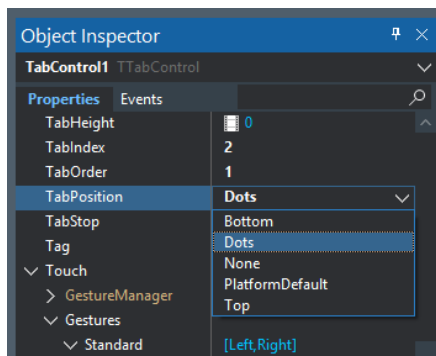 Object Inspector
TabControl1 TTabControl
Properties Events
TabHeight 0
TabIndex 2
TabOrder 1
TabPosition Dots
TabStop Bottom
Tag Dots
Touch None
GestureManager PlatformDefault
Gestures Top
Standard [Left,Right]